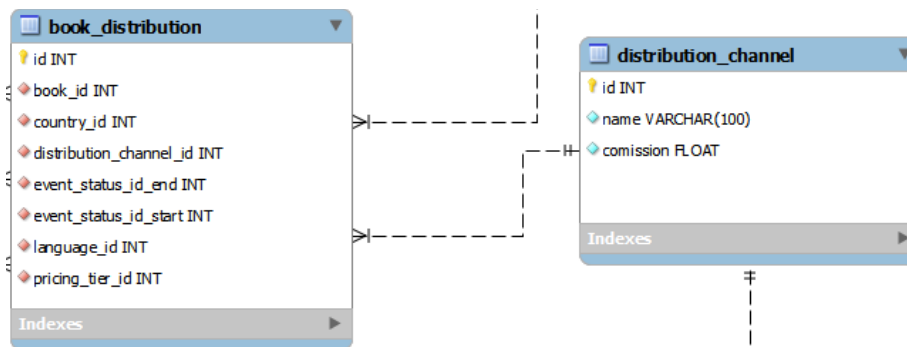 book_distribution
id INT
book_id INT
country_id INT
distribution_channel_id INT
event_status_id_end INT
event_status_id_start INT
language_id INT
pricing_tier_id INT
Indexes
distribution_channel
id INT
name VARCHAR(100)
comission FLOAT
Indexes